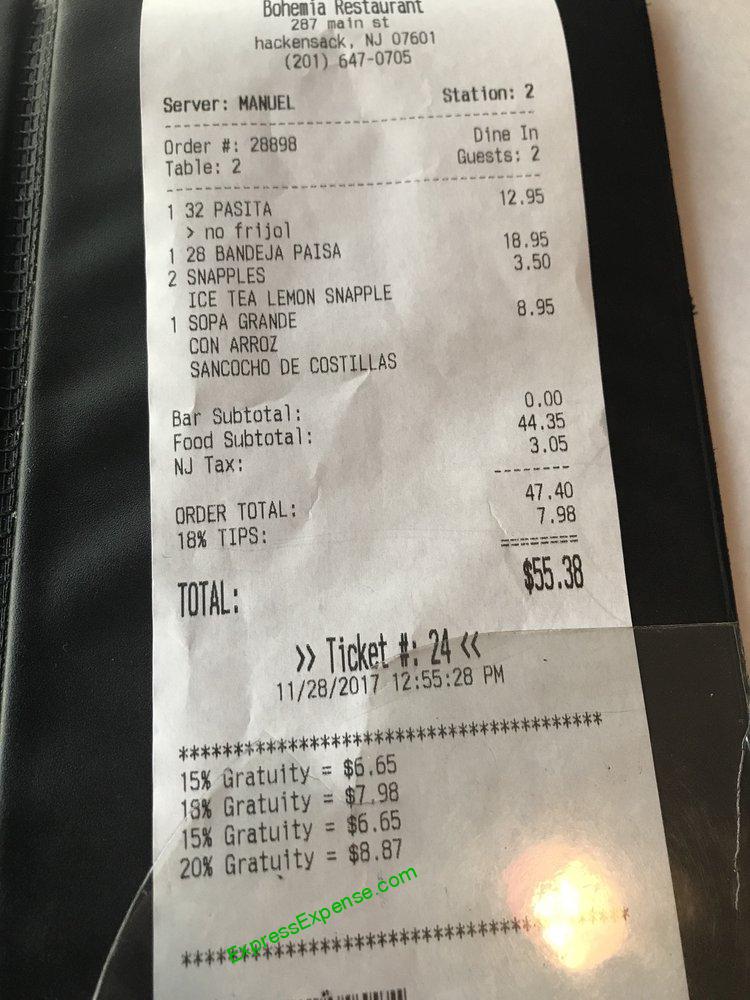 Bohemia Restaurant
287 main st
hackensack, NJ 07601
(201) 647-0705
Server: MANUEL Station: 2
Order #: 28898 Dine In
Table: 2 Guests: 2
1 32 PASITA 12.95
> no frijol
1 28 BANDEJA PAISA 18.95
2 SNAPPLES 3.50
ICE TEA LEMON SNAPPLE
1 SOPA GRANDE 8.95
CON ARROZ
SANCOCHO DE COSTILLAS
Bar Subtotal: 0.00
Food Subtotal: 44.35
NJ Tax: 3.05
--------
ORDER TOTAL: 47.40
18% TIPS: 7.98
========
TOTAL: $55.38
>> Ticket #: 24 <<
11/28/2017 12:55:28 PM
***************************************
15% Gratuity = $6.65
18% Gratuity = $7.98
15% Gratuity = $6.65
20% Gratuity = $8.87
ExpressExpense.com
***************************************